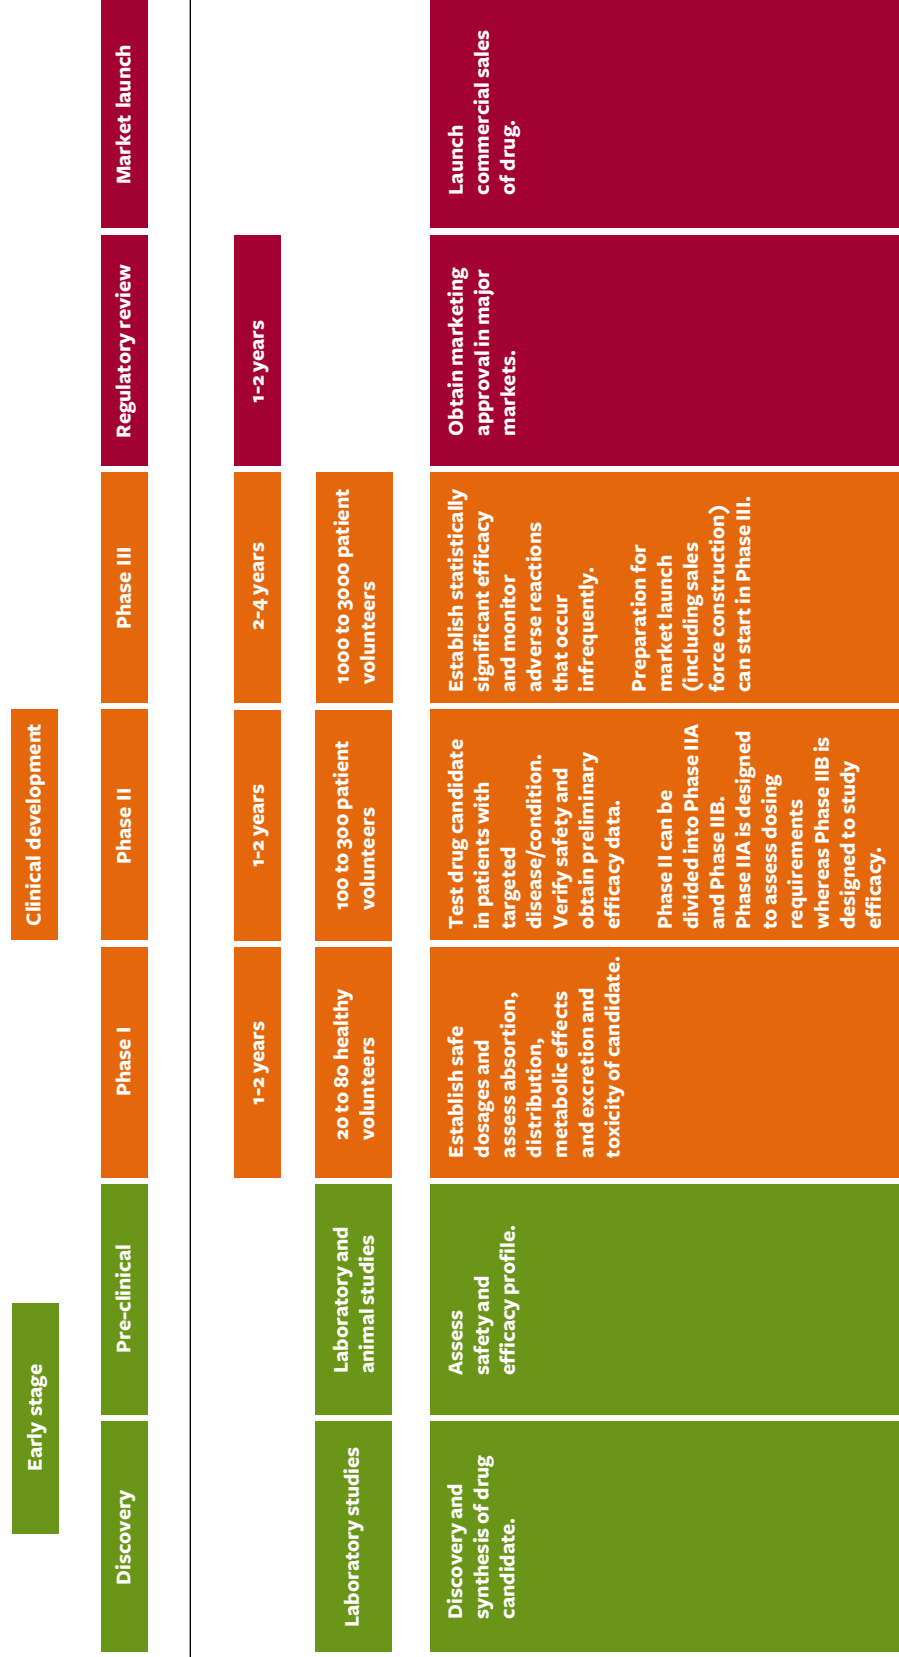 Early stage
Clinical development
Discovery
Pre-clinical
Phase I
Phase II
Phase III
Regulatory review
Market launch
1-2 years
1-2 years
2-4 years
1-2 years
Laboratory studies
Laboratory and
animal studies
20 to 80 healthy
volunteers
100 to 300 patient
volunteers
1000 to 3000 patient
volunteers
Discovery and
synthesis of drug
candidate.
Assess
safety and
efficacy profile.
Establish safe
dosages and
assess absortion,
distribution,
metabolic effects
and excretion and
toxicity of candidate.
Test drug candidate
in patients with
targeted
disease/condition.
Verify safety and
obtain preliminary
efficacy data.
Phase II can be
divided into Phase IIA
and Phase IIB.
Phase IIA is designed
to assess dosing
requirements
whereas Phase IIB is
designed to study
efficacy.
Establish statistically
significant efficacy
and monitor
adverse reactions
that occur
infrequently.
Preparation for
market launch
(including sales
force construction)
can start in Phase III.
Obtain marketing
approval in major
markets.
Launch
commercial sales
of drug.